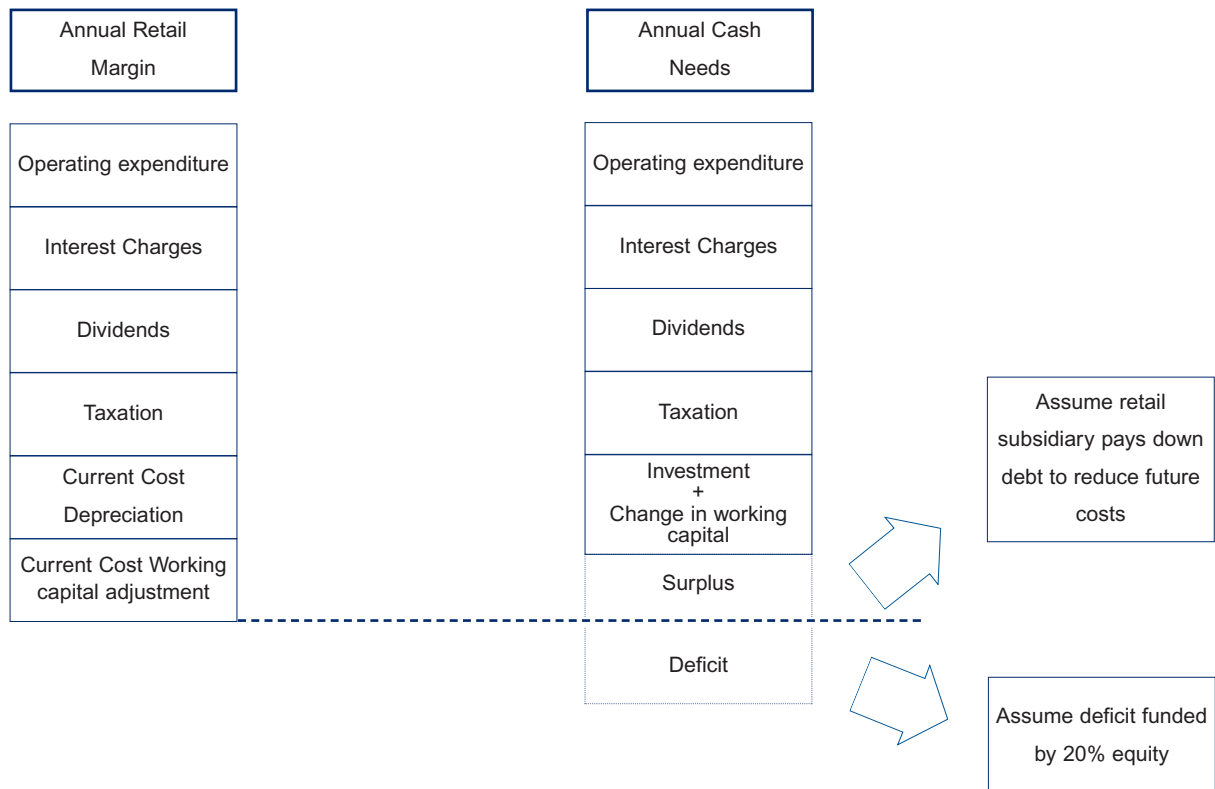 Annual Retail
Margin
Operating expenditure
Interest Charges
Dividends
Taxation
Current Cost
Depreciation
Current Cost Working
capital adjustment
Annual Cash
Needs
Operating expenditure
Interest Charges
Dividends
Taxation
Investment
+
Change in working
capital
Surplus
Deficit
Assume retail
subsidiary pays down
debt to reduce future
costs
Assume deficit funded
by 20% equity